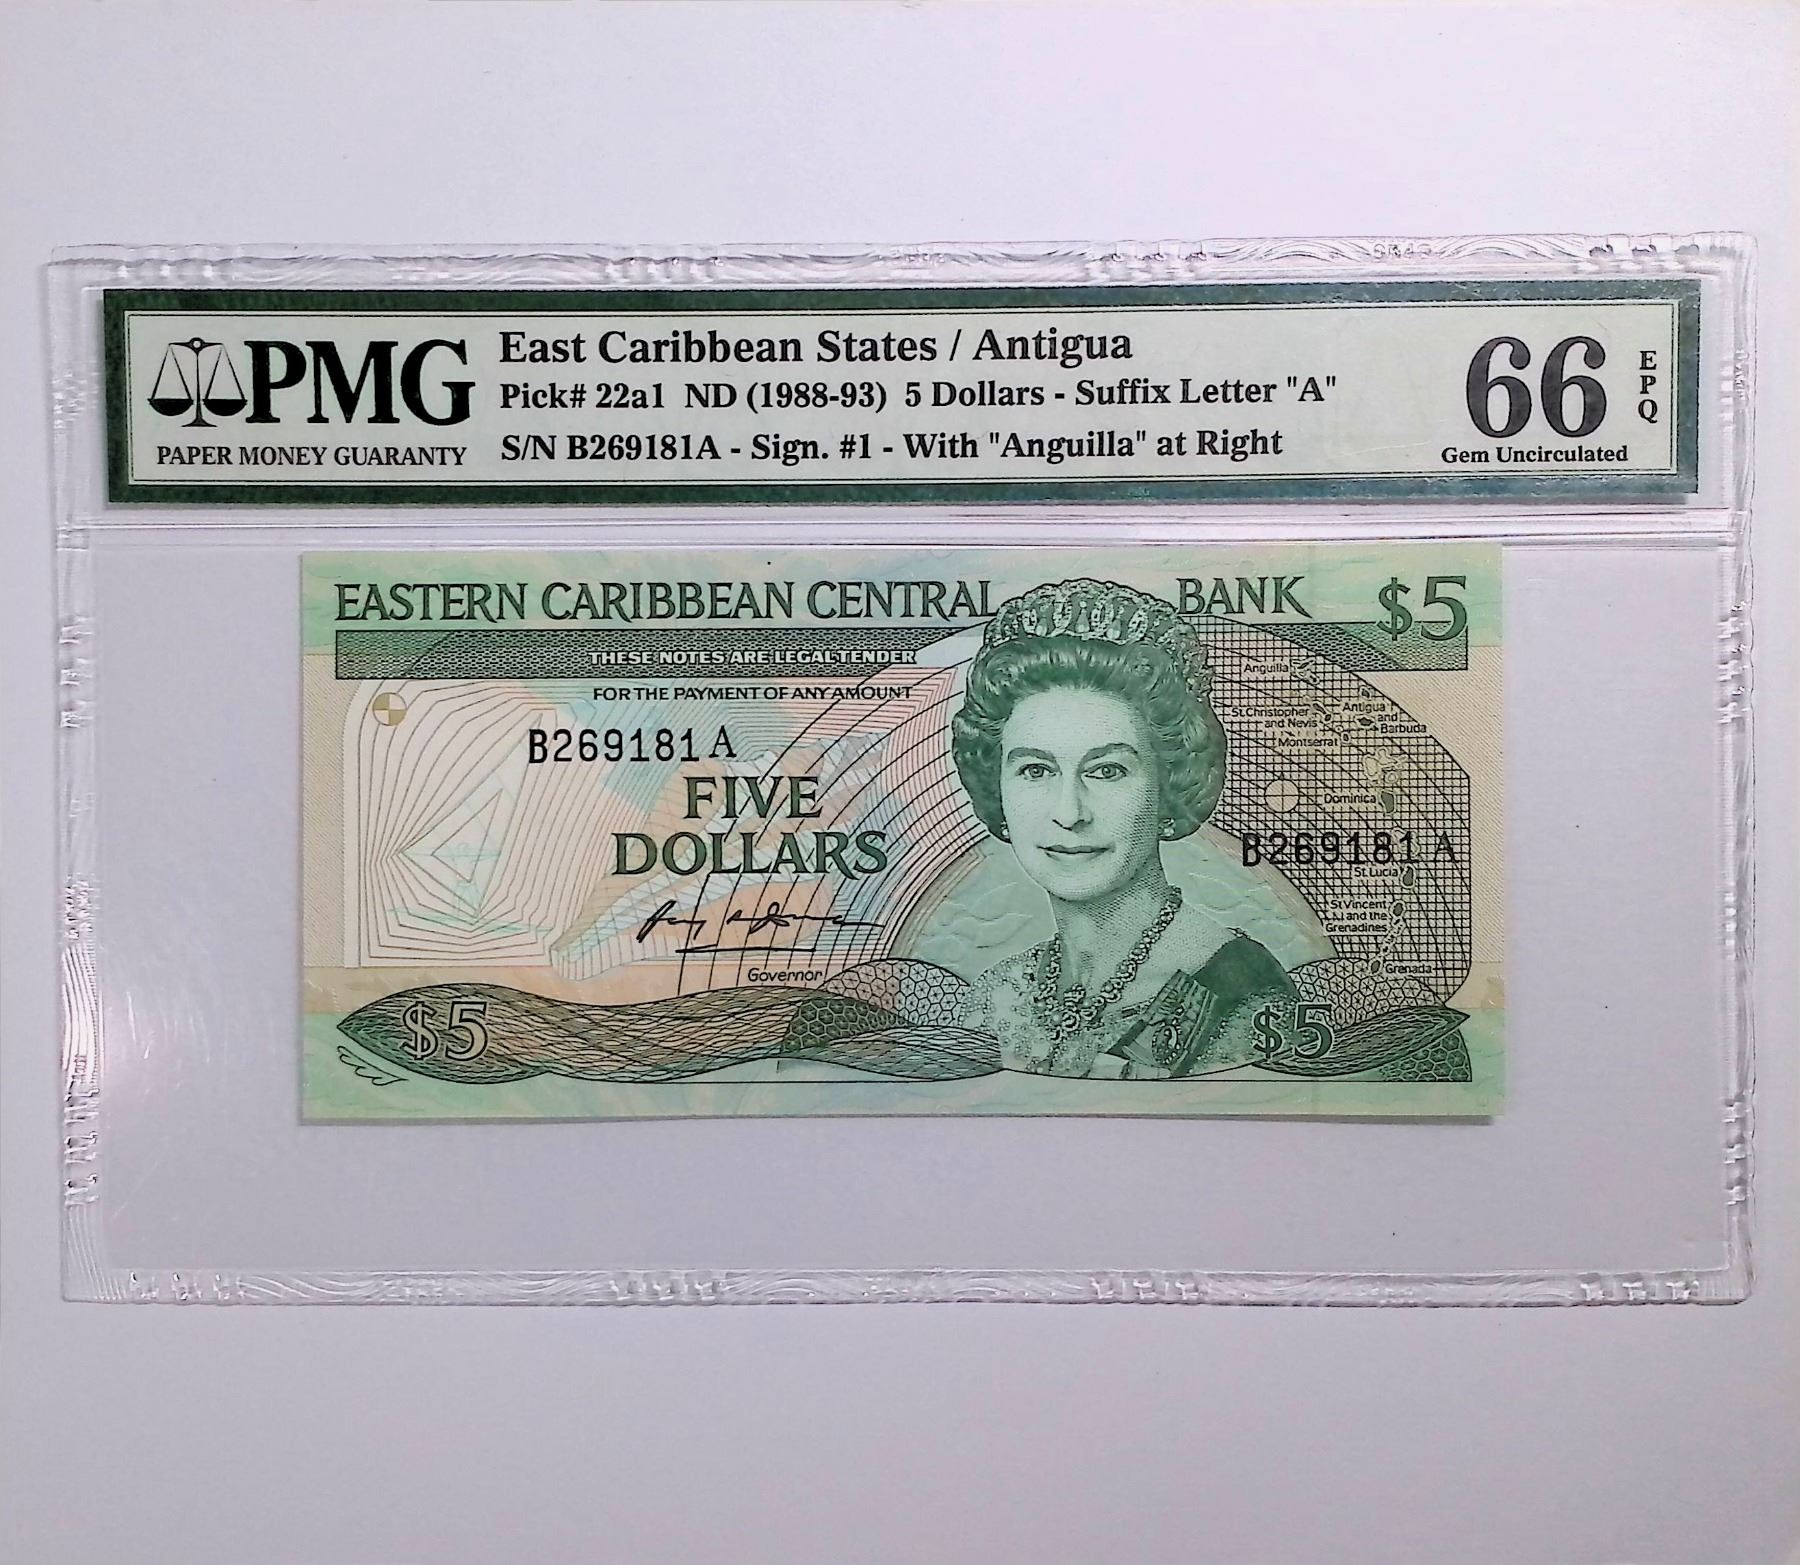 PMG
PAPER MONEY GUARANTY
East Caribbean States / Antigua
Pick# 22a1 ND (1988-93) 5 Dollars - Suffix Letter "A"
S/N B269181A - Sign. #1 - With "Anguilla" at Right
66
EPQ
Gem Uncirculated
EASTERN CARIBBEAN CENTRAL BANK $5
THESE NOTES ARE LEGAL TENDER
FOR THE PAYMENT OF ANY AMOUNT
B269181 A
FIVE
DOLLARS
Governor
$5
Anguilla
St.Christopher
and Nevis
Antigua
and
Barbuda
Montserrat
Dominica
B269181 A
St.Lucia
St Vincent
and the
Grenadines
Grenada
$5